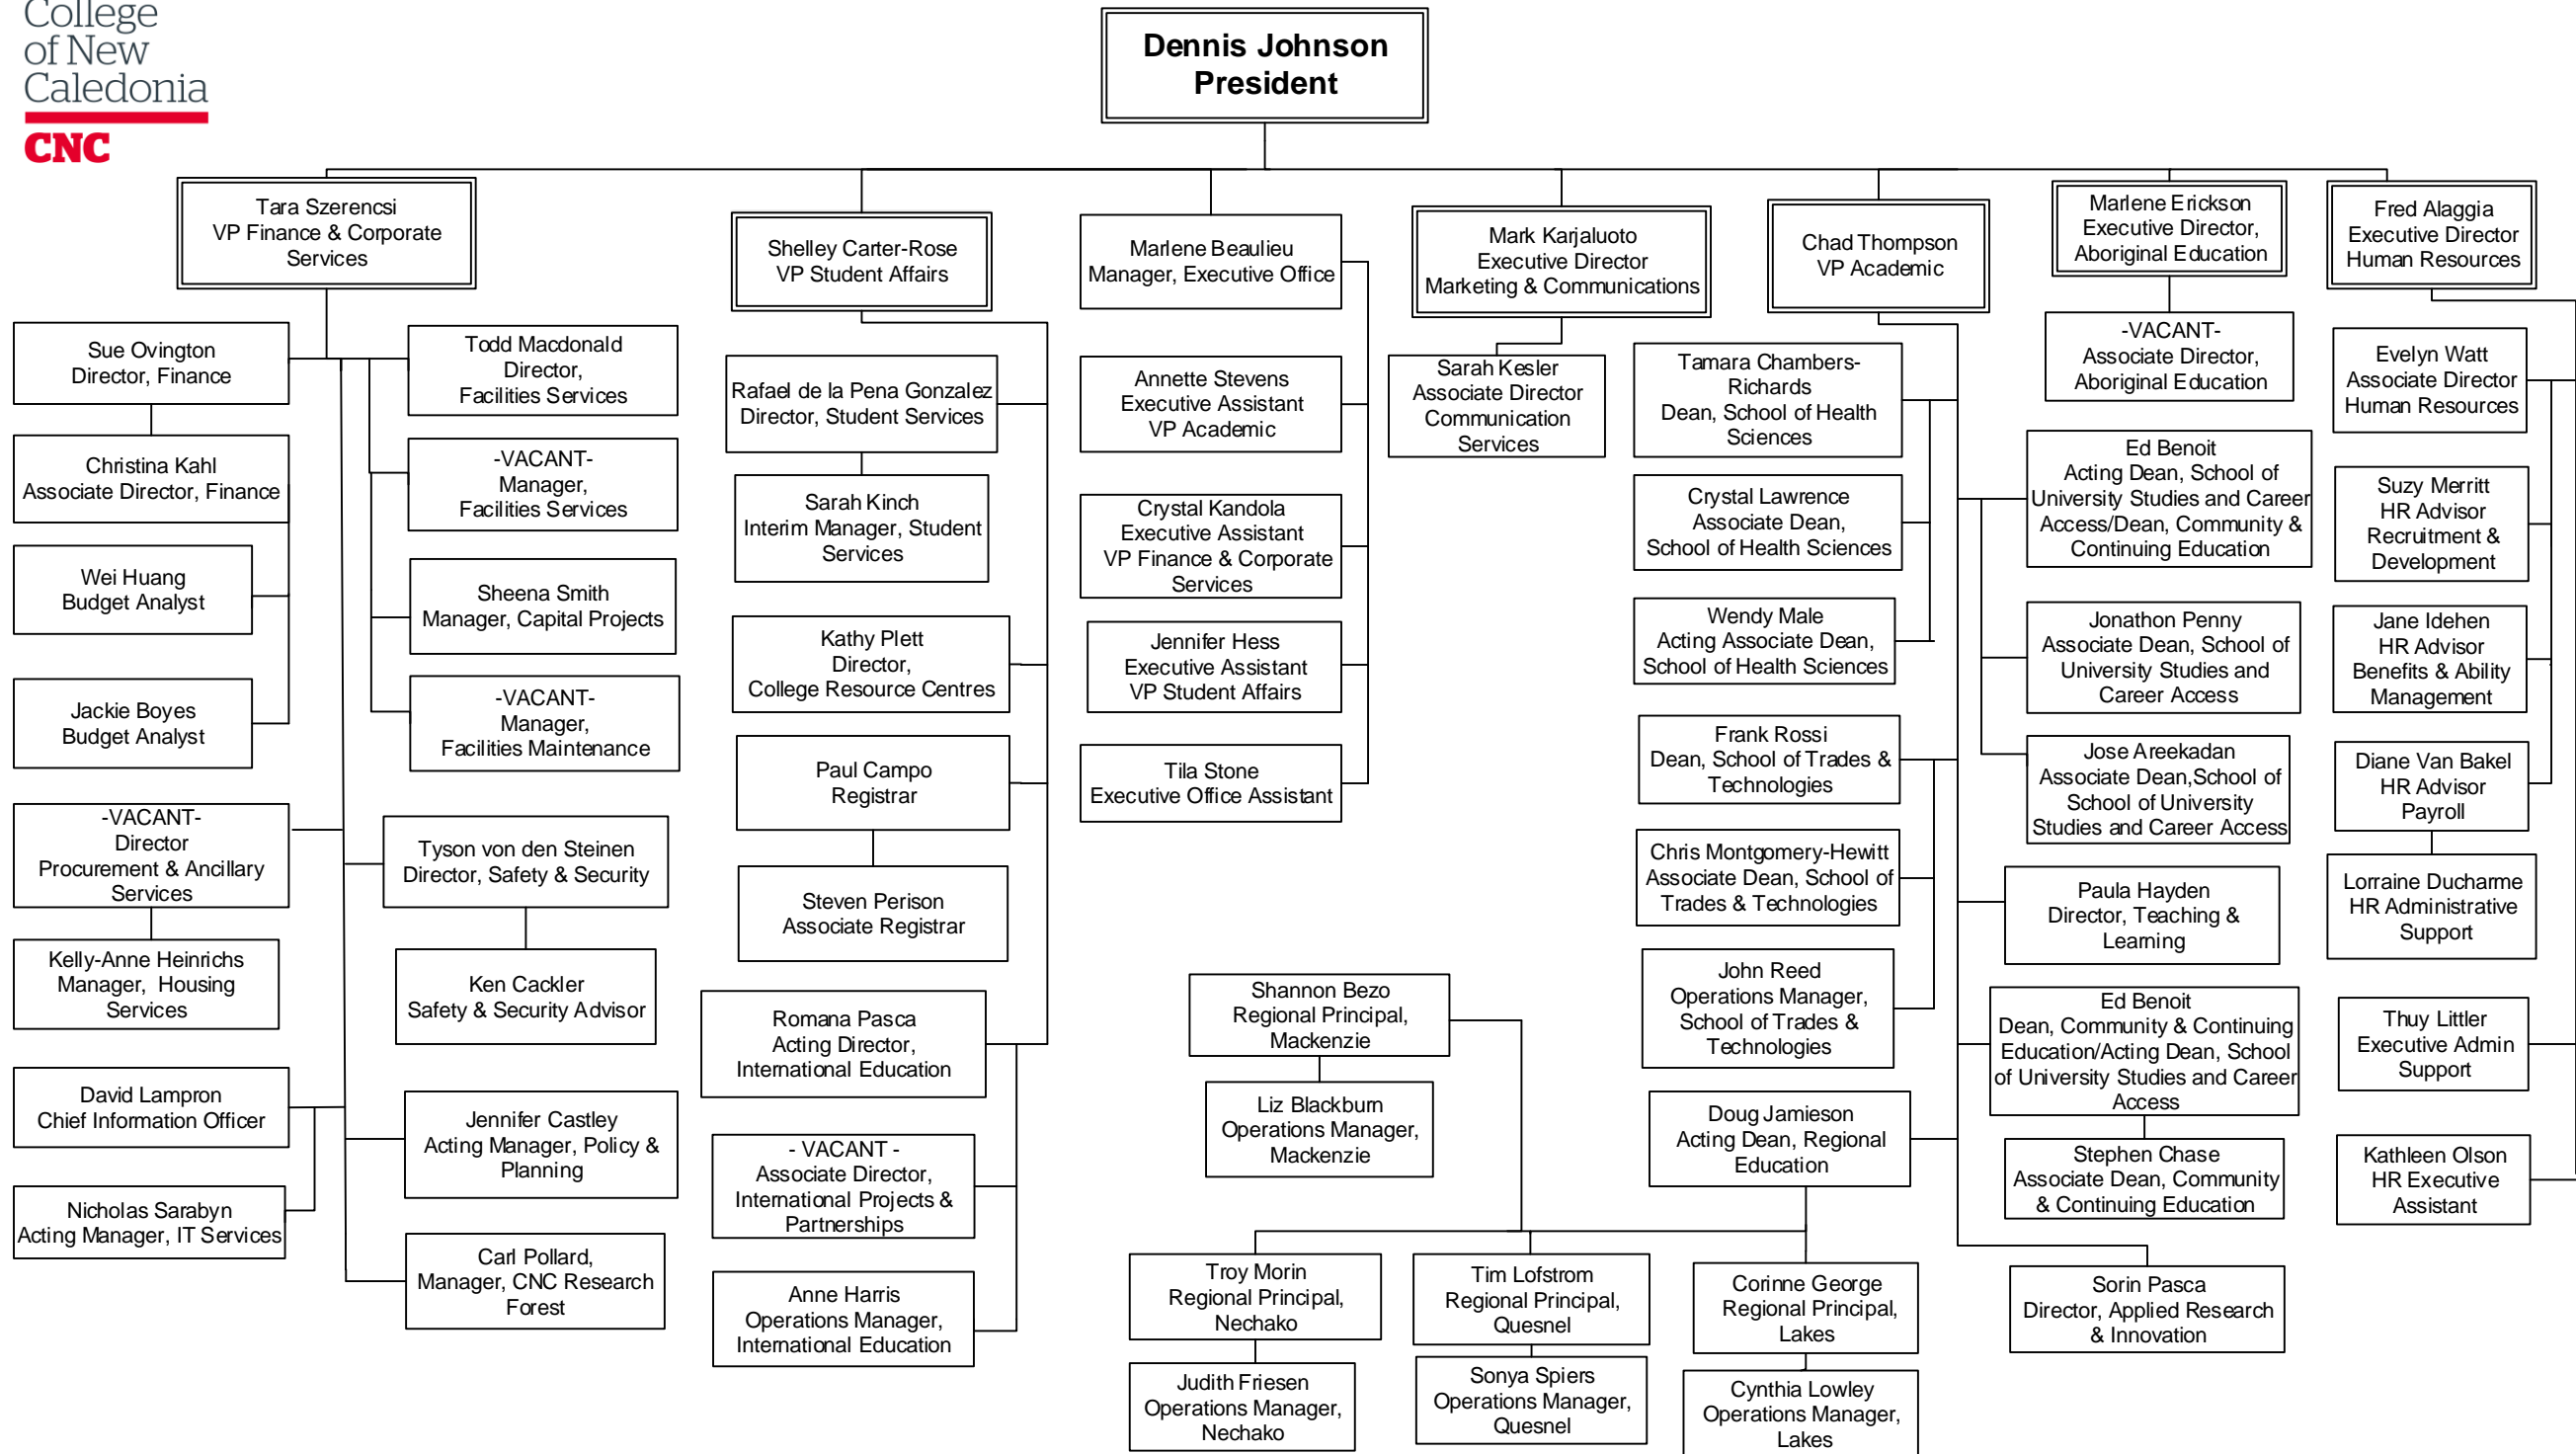 College
of New
Caledonia
CNC
Dennis Johnson
President
Tara Szerencsi
VP Finance & Corporate
Services
Shelley Carter-Rose
VP Student Affairs
Marlene Beaulieu
Manager, Executive Office
Mark Karjaluoto
Executive Director
Marketing & Communications
Chad Thompson
VP Academic
Marlene Erickson
Executive Director,
Aboriginal Education
Fred Alaggia
Executive Director
Human Resources
Sue Ovington
Director, Finance
Christina Kahl
Associate Director, Finance
Wei Huang
Budget Analyst
Jackie Boyes
Budget Analyst
-VACANT-
Director
Procurement & Ancillary
Services
Kelly-Anne Heinrichs
Manager, Housing
Services
David Lampron
Chief Information Officer
Nicholas Sarabyn
Acting Manager, IT Services
Todd Macdonald
Director,
Facilities Services
-VACANT-
Manager,
Facilities Services
Sheena Smith
Manager, Capital Projects
-VACANT-
Manager,
Facilities Maintenance
Tyson von den Steinen
Director, Safety & Security
Ken Cackler
Safety & Security Advisor
Jennifer Castley
Acting Manager, Policy &
Planning
Carl Pollard,
Manager, CNC Research
Forest
Rafael de la Pena Gonzalez
Director, Student Services
Sarah Kinch
Interim Manager, Student
Services
Kathy Plett
Director,
College Resource Centres
Paul Campo
Registrar
Steven Perison
Associate Registrar
Romana Pasca
Acting Director,
International Education
- VACANT -
Associate Director,
International Projects &
Partnerships
Anne Harris
Operations Manager,
International Education
Annette Stevens
Executive Assistant
VP Academic
Crystal Kandola
Executive Assistant
VP Finance & Corporate
Services
Jennifer Hess
Executive Assistant
VP Student Affairs
Tila Stone
Executive Office Assistant
Sarah Kesler
Associate Director
Communication
Services
Tamara Chambers-
Richards
Dean, School of Health
Sciences
Crystal Lawrence
Associate Dean,
School of Health Sciences
Wendy Male
Acting Associate Dean,
School of Health Sciences
Frank Rossi
Dean, School of Trades &
Technologies
Chris Montgomery-Hewitt
Associate Dean, School of
Trades & Technologies
John Reed
Operations Manager,
School of Trades &
Technologies
Doug Jamieson
Acting Dean, Regional
Education
Shannon Bezo
Regional Principal,
Mackenzie
Liz Blackburn
Operations Manager,
Mackenzie
Troy Morin
Regional Principal,
Nechako
Judith Friesen
Operations Manager,
Nechako
Tim Lofstrom
Regional Principal,
Quesnel
Sonya Spiers
Operations Manager,
Quesnel
Corinne George
Regional Principal,
Lakes
Cynthia Lowley
Operations Manager,
Lakes
-VACANT-
Associate Director,
Aboriginal Education
Ed Benoit
Acting Dean, School of
University Studies and Career
Access/Dean, Community &
Continuing Education
Jonathon Penny
Associate Dean, School of
University Studies and
Career Access
Jose Areekadan
Associate Dean,School of
School of University
Studies and Career Access
Paula Hayden
Director, Teaching &
Learning
Ed Benoit
Dean, Community & Continuing
Education/Acting Dean, School
of University Studies and Career
Access
Stephen Chase
Associate Dean, Community
& Continuing Education
Sorin Pasca
Director, Applied Research
& Innovation
Evelyn Watt
Associate Director
Human Resources
Suzy Merritt
HR Advisor
Recruitment &
Development
Jane Idehen
HR Advisor
Benefits & Ability
Management
Diane Van Bakel
HR Advisor
Payroll
Lorraine Ducharme
HR Administrative
Support
Thuy Littler
Executive Admin
Support
Kathleen Olson
HR Executive
Assistant